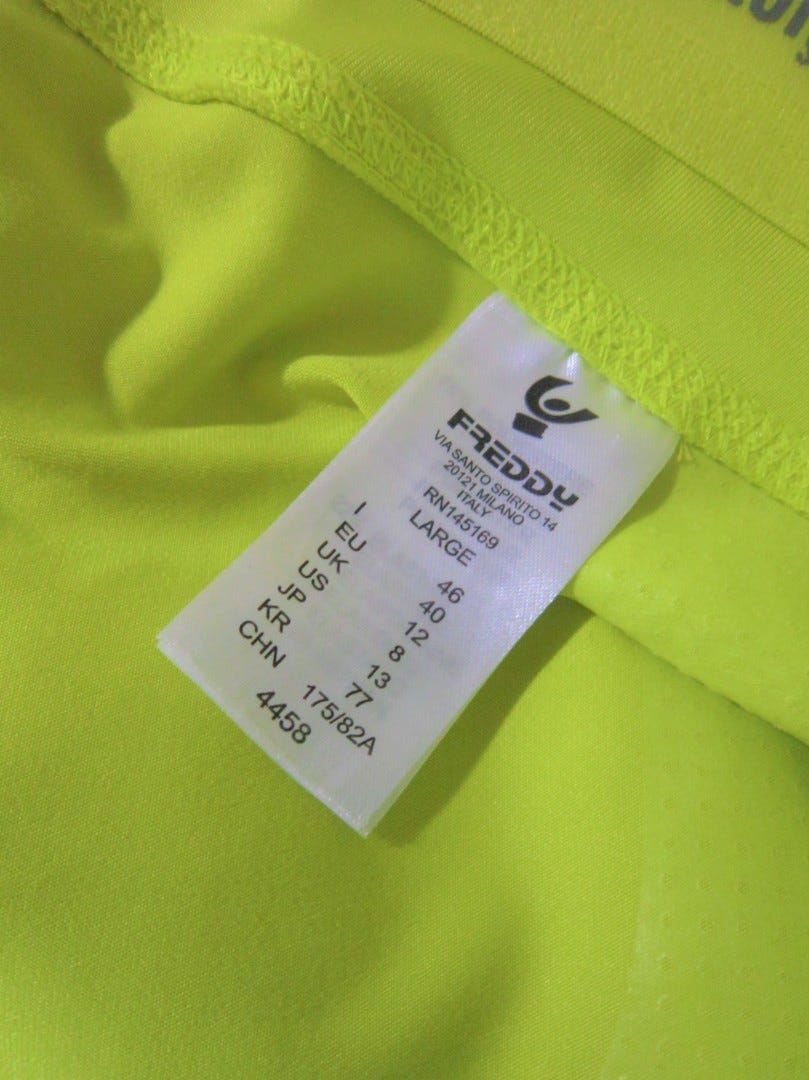 FREDDY
VIA SANTO SPIRITO 14
20121 MILANO
ITALY
RN145169
LARGE
I 46
EU 40
UK 12
US 8
JP 13
KR 77
CHN 175/82A
4458